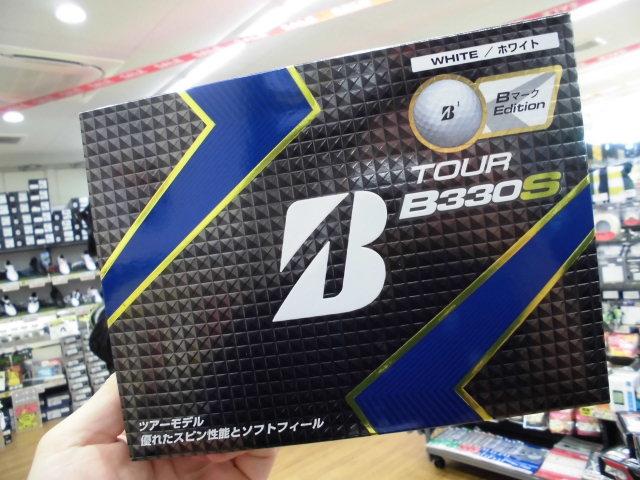 WHITE / ホワイト
Bマーク
Edition
B 1
TOUR
B330S
B
ツアーモデル
優れたスピン性能とソフトフィール